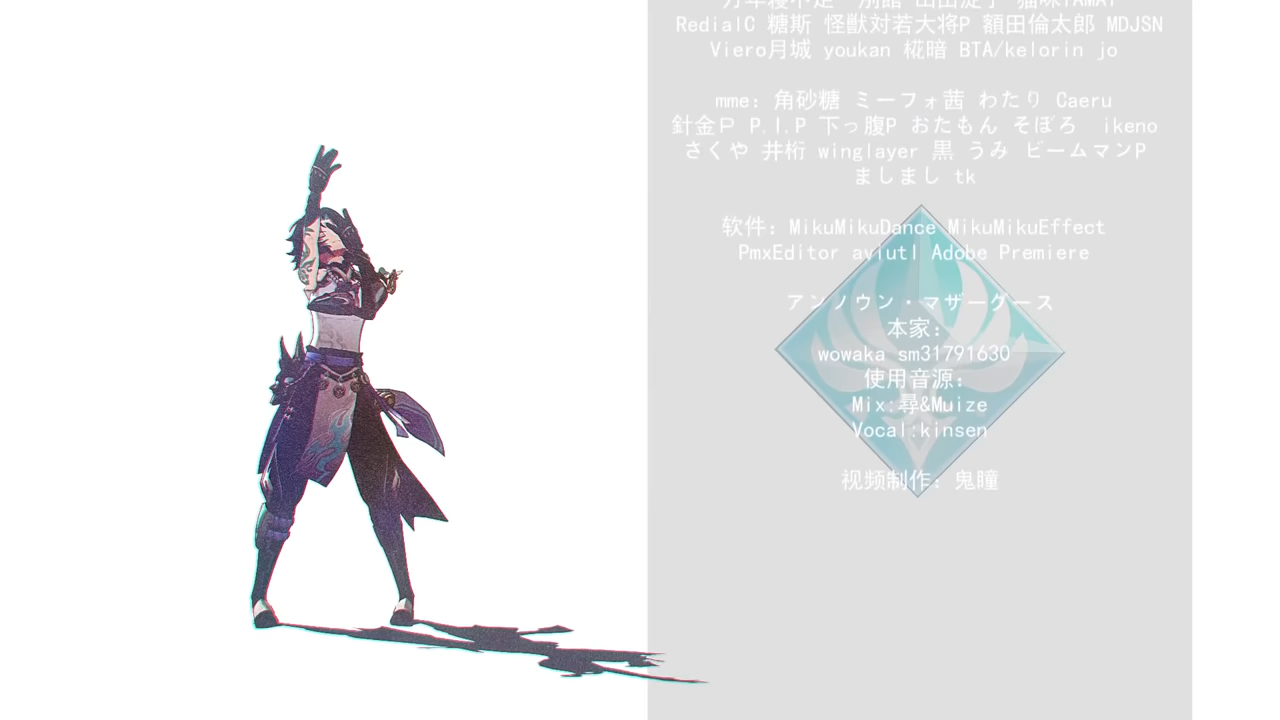 RedialC 糖斯 怪獣対若大将P 額田倫太郎 MDJSN
Viero月城 youkan 椛暗 BTA/kelorin jo
mme: 角砂糖 ミーフォ茜 わたり Caeru
針金P P.I.P 下っ腹P おたもん そぼろ ikeno
さくや 井桁 winglayer 黒 うみ ビームマンP
ましまし tk
软件: MikuMikuDance MikuMikuEffect
PmxEditor aviutl Adobe Premiere
アンノウン・マザーグース
本家:
wowaka sm31791630
使用音源:
Mix:尋&Muize
Vocal:kinsen
视频制作: 鬼瞳